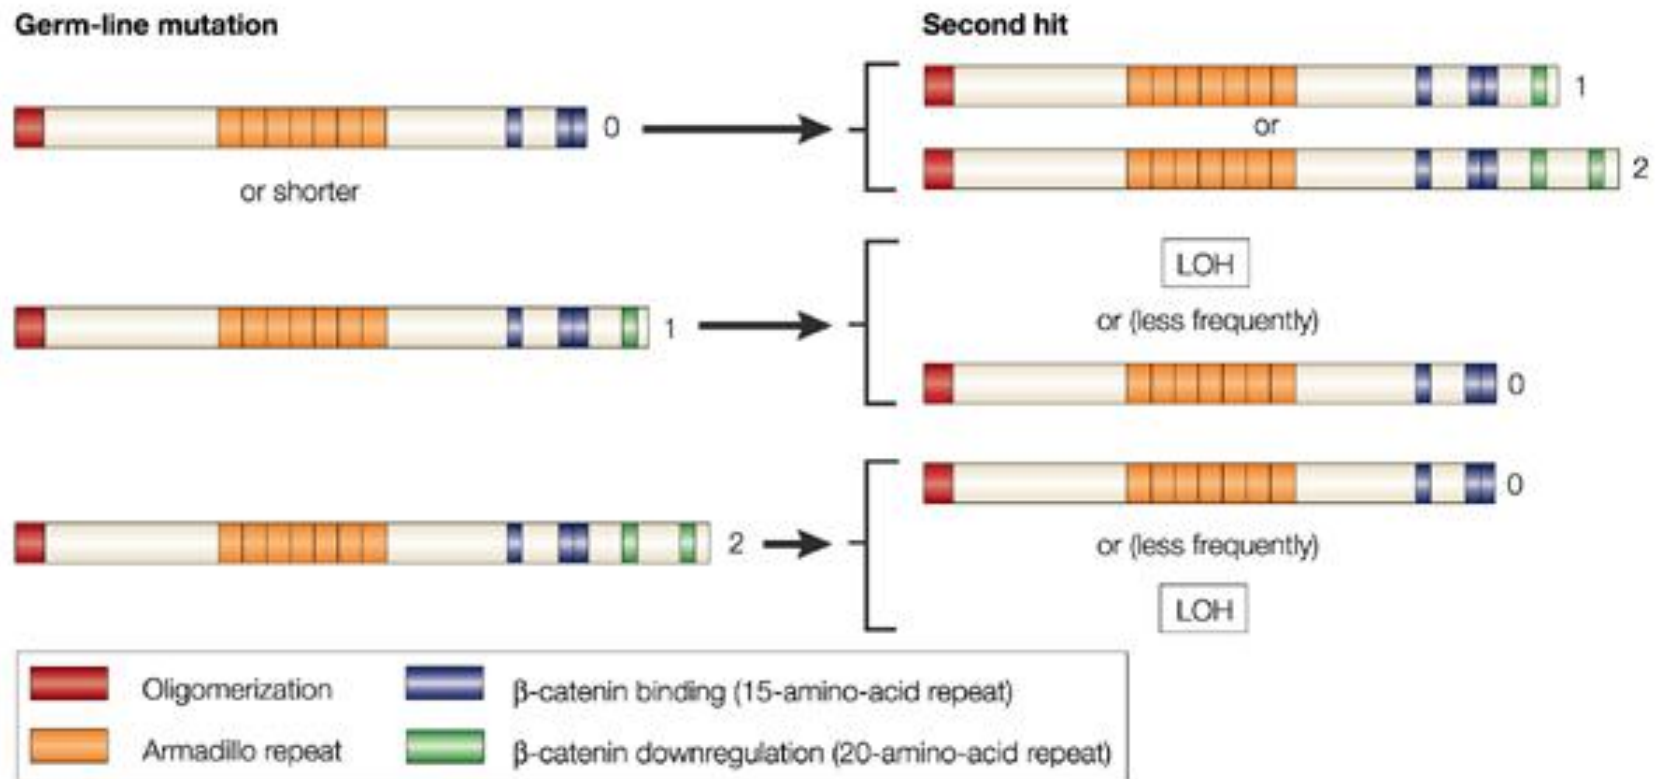 Germ-line mutation
Second hit
0
or shorter
1
or
2
1
LOH
or (less frequently)
0
2
0
or (less frequently)
LOH
Oligomerization
β-catenin binding (15-amino-acid repeat)
Armadillo repeat
β-catenin downregulation (20-amino-acid repeat)